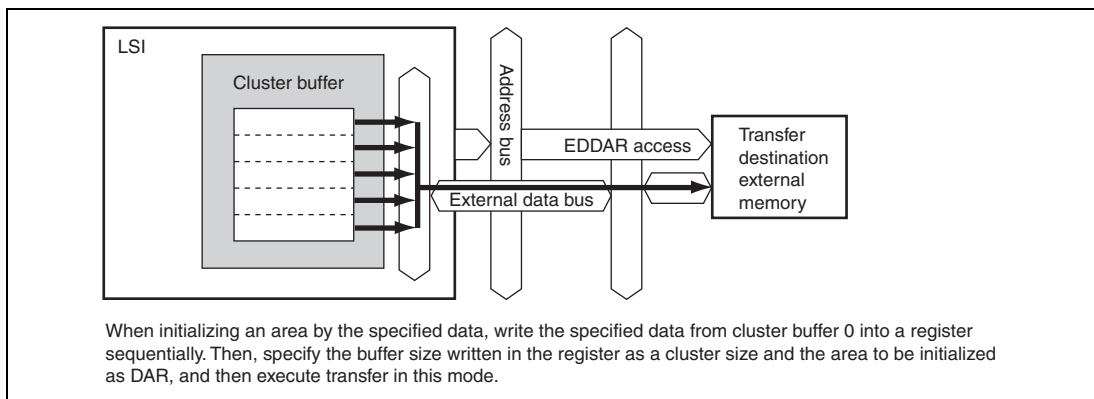 LSI
Cluster buffer
Address bus
EDDAR access
External data bus
Transfer
destination
external
memory
When initializing an area by the specified data, write the specified data from cluster buffer 0 into a register
sequentially. Then, specify the buffer size written in the register as a cluster size and the area to be initialized
as DAR, and then execute transfer in this mode.